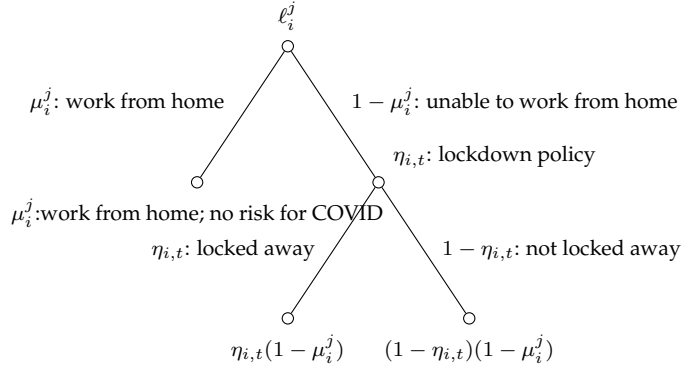 ℓ_i^j
μ_i^j: work from home
1 − μ_i^j: unable to work from home
η_{i,t}: lockdown policy
μ_i^j:work from home; no risk for COVID
η_{i,t}: locked away
1 − η_{i,t}: not locked away
η_{i,t}(1 − μ_i^j)
(1 − η_{i,t})(1 − μ_i^j)